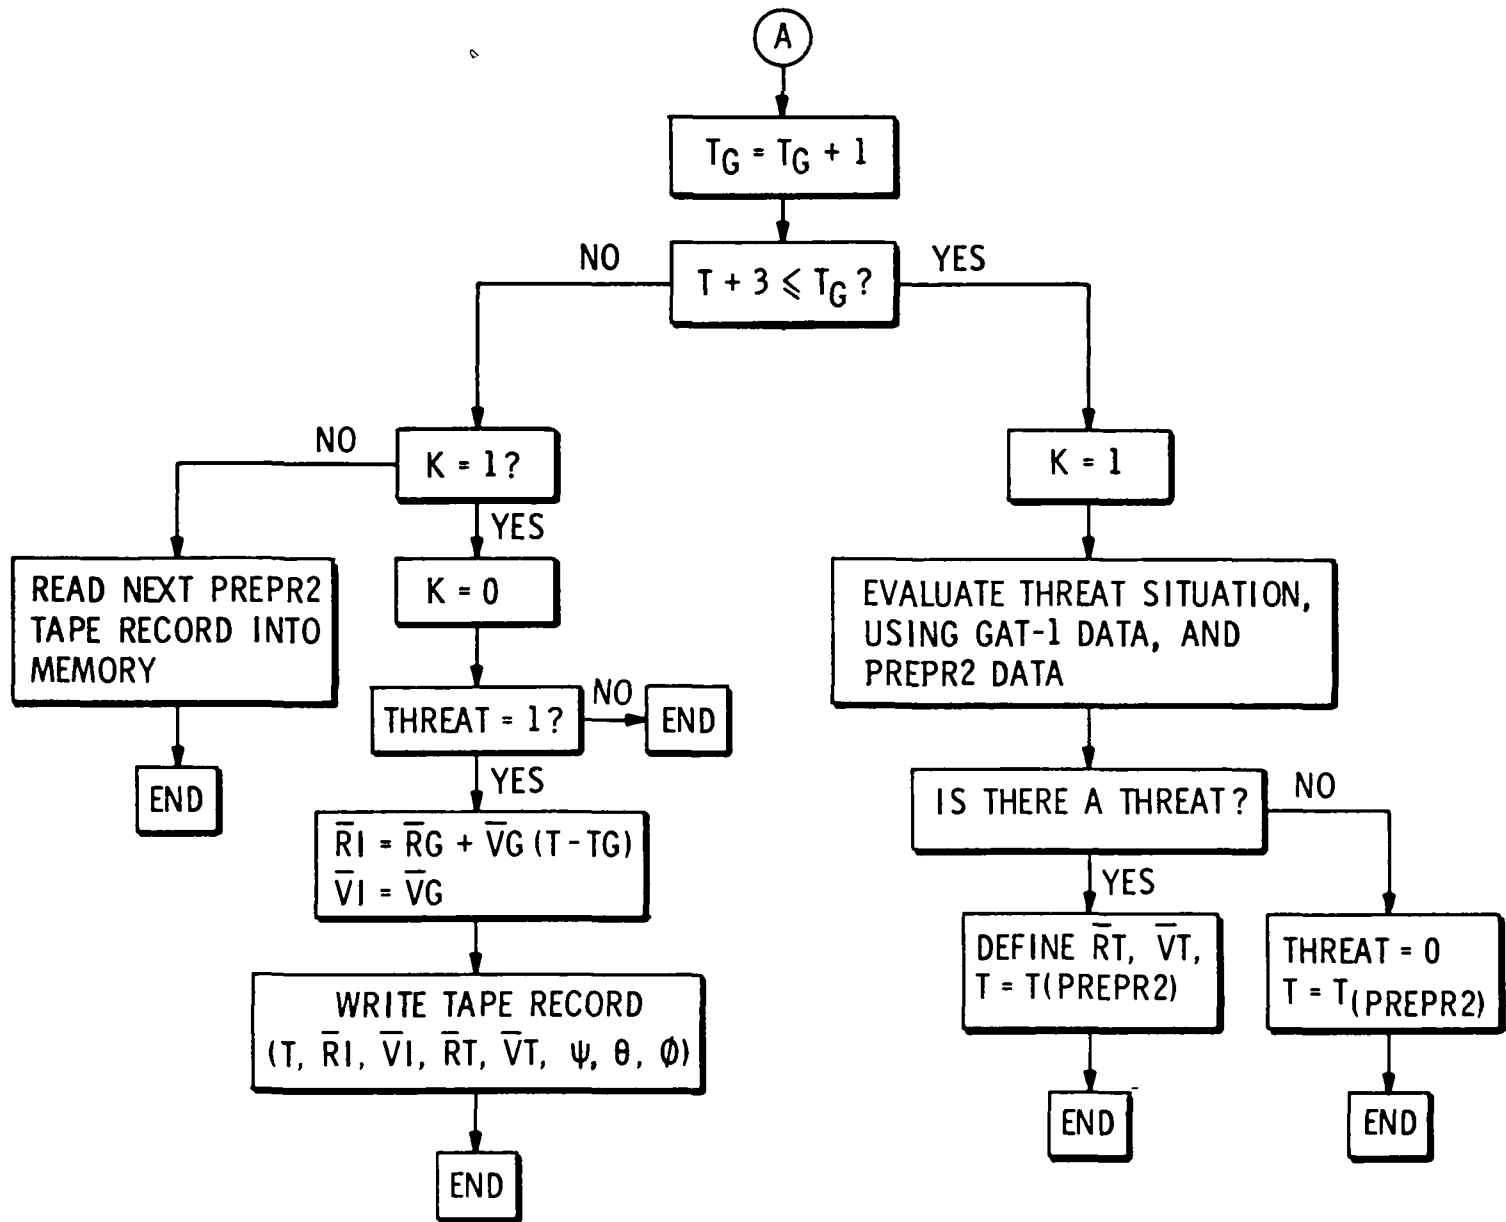 A
T_G = T_G + 1
NO
T + 3 ⩽ T_G ?
YES
NO
K = 1?
K = 1
YES
READ NEXT PREPR2
TAPE RECORD INTO
MEMORY
K = 0
EVALUATE THREAT SITUATION,
USING GAT-1 DATA, AND
PREPR2 DATA
THREAT = 1?
NO
END
END
YES
IS THERE A THREAT?
NO
R̅I = R̅G + V̅G (T - TG)
V̅I = V̅G
YES
DEFINE R̅T, V̅T,
T = T(PREPR2)
THREAT = 0
T = T_(PREPR2)
WRITE TAPE RECORD
(T, R̅I, V̅I, R̅T, V̅T, ψ, θ, ϕ)
END
END
END